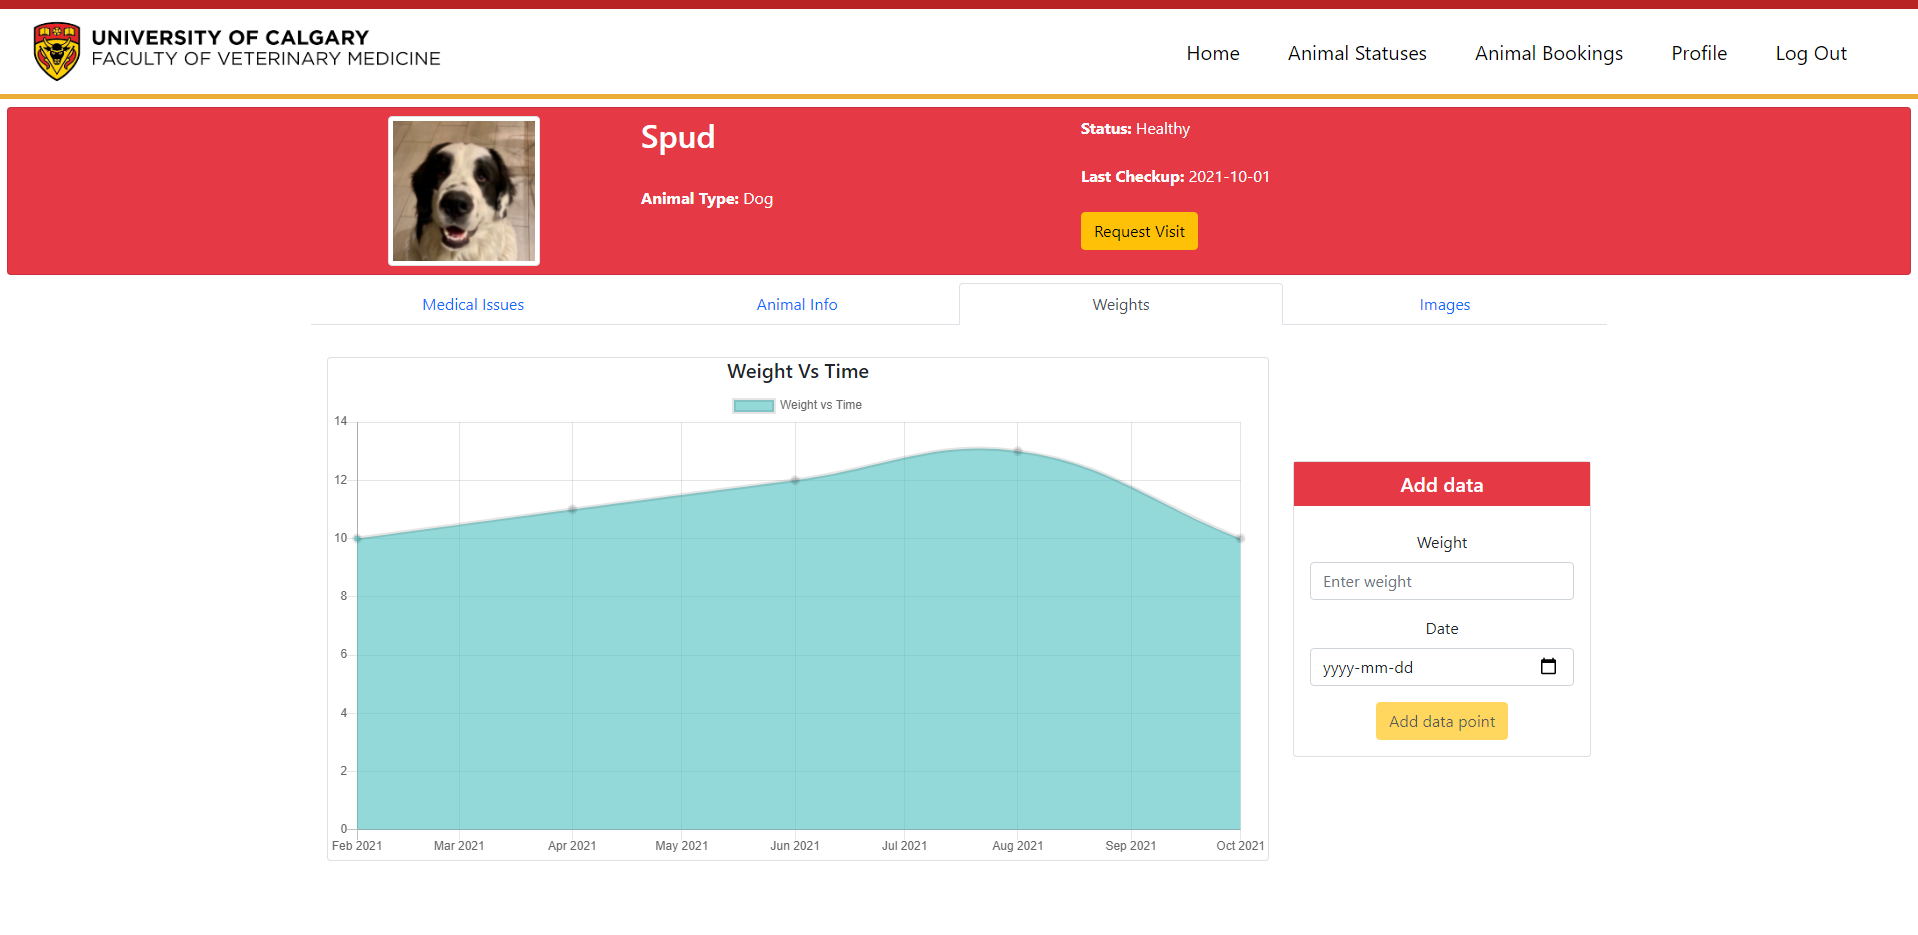 UNIVERSITY OF CALGARY
FACULTY OF VETERINARY MEDICINE
Home
Animal Statuses
Animal Bookings
Profile
Log Out
Spud
Animal Type: Dog
Status: Healthy
Last Checkup: 2021-10-01
Request Visit
Medical Issues
Animal Info
Weights
Images
Weight Vs Time
Weight vs Time
14
12
10
8
6
4
2
0
Feb 2021
Mar 2021
Apr 2021
May 2021
Jun 2021
Jul 2021
Aug 2021
Sep 2021
Oct 2021
Add data
Weight
Enter weight
Date
yyyy-mm-dd
Add data point